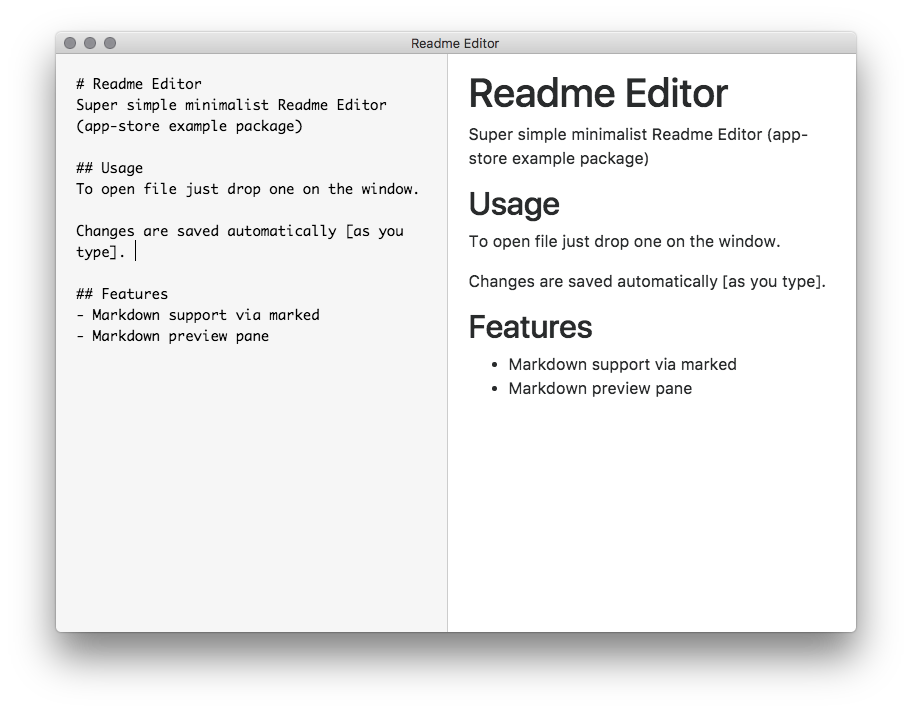 Readme Editor
# Readme Editor
Super simple minimalist Readme Editor
(app-store example package)
## Usage
To open file just drop one on the window.
Changes are saved automatically [as you
type].
## Features
- Markdown support via marked
- Markdown preview pane
Readme Editor
Super simple minimalist Readme Editor (app-
store example package)
Usage
To open file just drop one on the window.
Changes are saved automatically [as you type].
Features
• Markdown support via marked
• Markdown preview pane